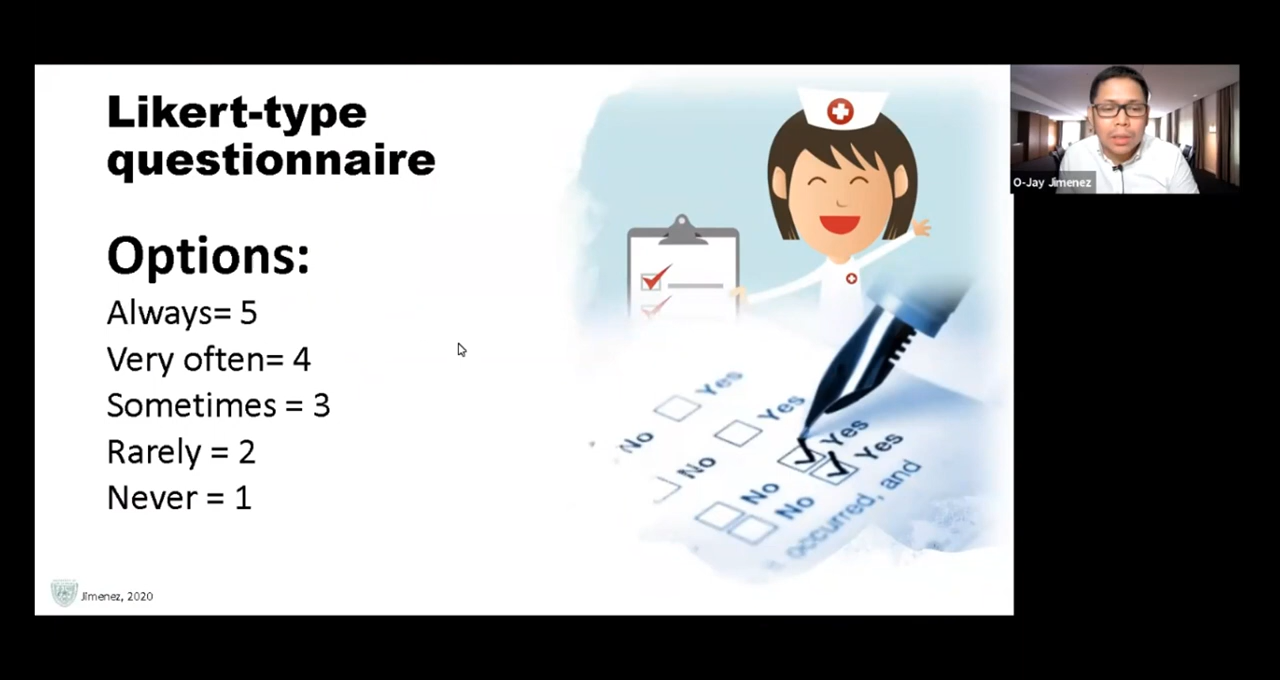 Likert-type
questionnaire
Options:
Always= 5
Very often= 4
Sometimes = 3
Rarely = 2
Never = 1
Jimenez, 2020
No Yes
No Yes
No Yes
No Yes
occurred, and
O-Jay Jimenez